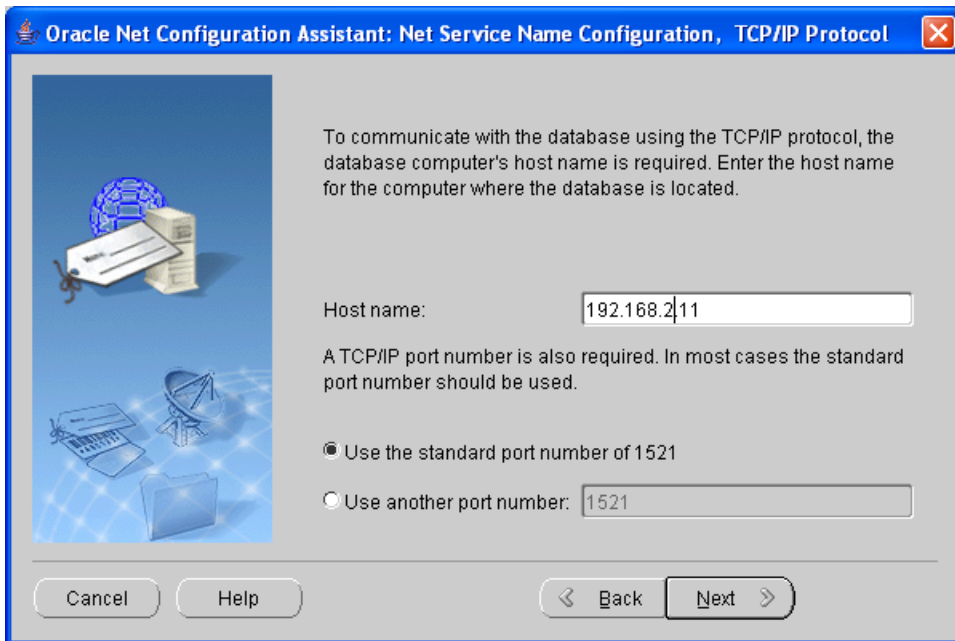 Oracle Net Configuration Assistant: Net Service Name Configuration, TCP/IP Protocol
To communicate with the database using the TCP/IP protocol, the
database computer's host name is required. Enter the host name
for the computer where the database is located.
Host name: 192.168.2.11
A TCP/IP port number is also required. In most cases the standard
port number should be used.
Use the standard port number of 1521
Use another port number: 1521
Cancel Help Back Next